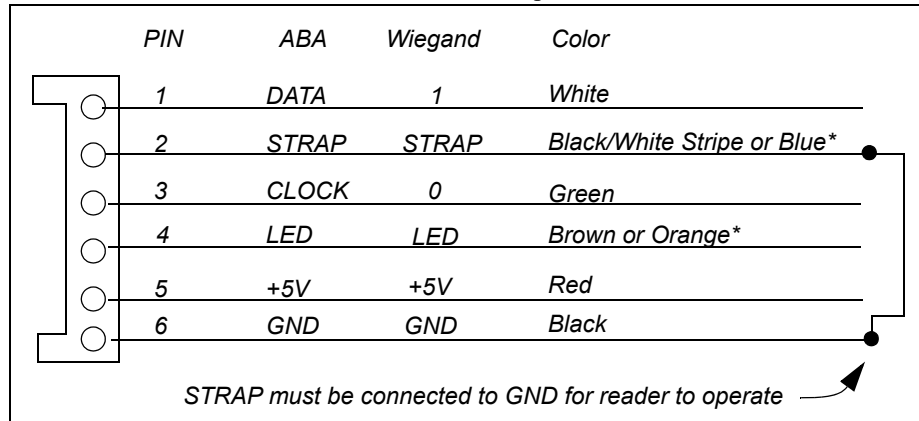 PIN ABA Wiegand Color
1 DATA 1 White
2 STRAP STRAP Black/White Stripe or Blue*
3 CLOCK 0 Green
4 LED LED Brown or Orange*
5 +5V +5V Red
6 GND GND Black
STRAP must be connected to GND for reader to operate